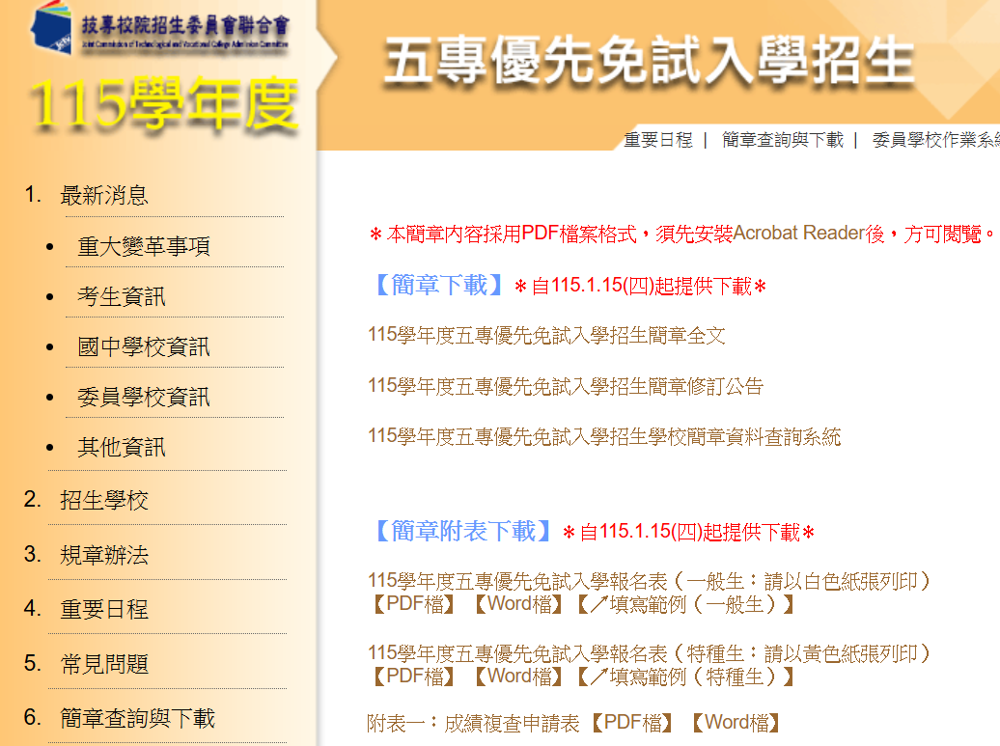 技專校院招生委員會聯合會
Joint Commission of Technological and Vocational College Admission Committee
115學年度
五專優先免試入學招生
重要日程 | 簡章查詢與下載 | 委員學校作業系
1. 最新消息
• 重大變革事項
• 考生資訊
• 國中學校資訊
• 委員學校資訊
• 其他資訊
2. 招生學校
3. 規章辦法
4. 重要日程
5. 常見問題
6. 簡章查詢與下載
＊本簡章內容採用PDF檔案格式，須先安裝Acrobat Reader後，方可閱覽。
【簡章下載】＊自115.1.15(四)起提供下載＊
115學年度五專優先免試入學招生簡章全文
115學年度五專優先免試入學招生簡章修訂公告
115學年度五專優先免試入學招生學校簡章資料查詢系統
【簡章附表下載】＊自115.1.15(四)起提供下載＊
115學年度五專優先免試入學報名表（一般生：請以白色紙張列印）
【PDF檔】【Word檔】【↗填寫範例（一般生）】
115學年度五專優先免試入學報名表（特種生：請以黃色紙張列印）
【PDF檔】【Word檔】【↗填寫範例（特種生）】
附表一：成績複查申請表【PDF檔】【Word檔】